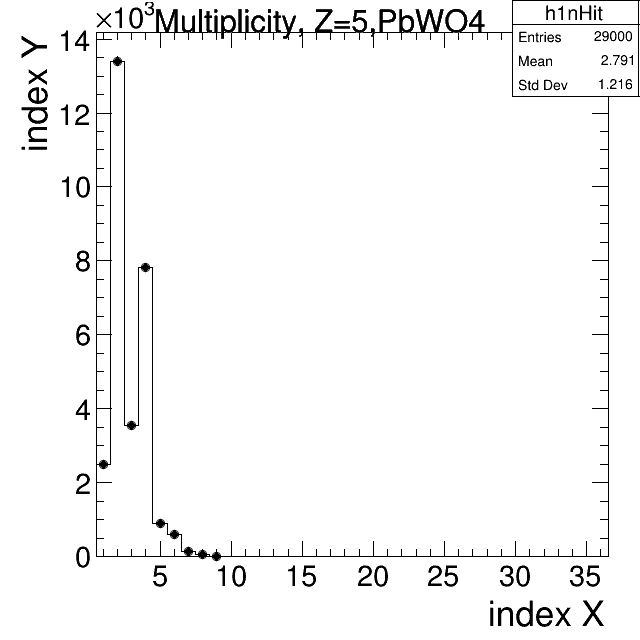 ×10³
Multiplicity, Z=5,PbWO4
h1nHit
Entries 29000
Mean 2.791
Std Dev 1.216
index Y
14
12
10
8
6
4
2
0
5 10 15 20 25 30 35
index X